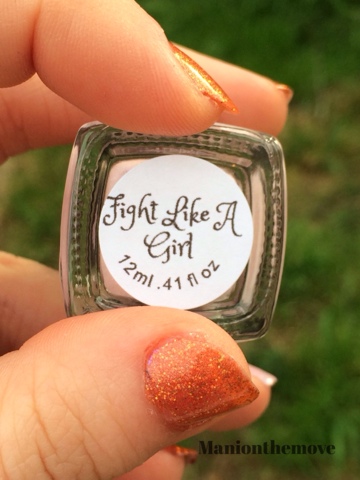 Fight Like A
Girl
12ml .41 fl oz
Manionthemove